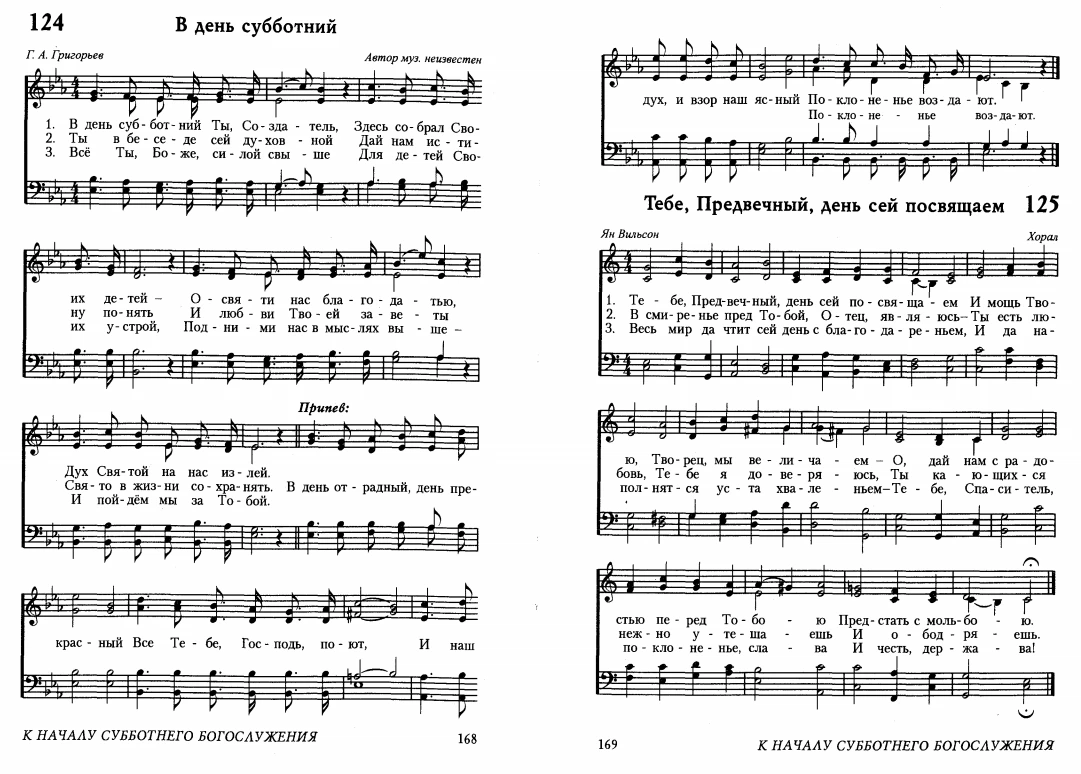 124 В день субботний
Г. А. Григорьев Автор муз. неизвестен
1. В день суб-бот-ний Ты, Со-зда - тель, Здесь со-брал Сво-
2. Ты в бе-се-де сей ду-хов - ной Дай нам ис-ти-
3. Всё Ты, Бо-же, си-лой свы - ше Для де-тей Сво-
их де-тей – О-свя-ти нас бла-го-да-тью,
ну по-нять И люб-ви Тво-ей за-ве-ты
их у-строй, Под-ни-ми нас в мыс-лях вы-ше –
Припев:
Дух Свя-той на нас из-лей.
Свя-то в жиз-ни со-хра-нять. В день от-рад-ный, день пре-
И пой-дём мы за То-бой.
крас-ный Все Те-бе, Гос-подь, по-ют, И наш
К НАЧАЛУ СУББОТНЕГО БОГОСЛУЖЕНИЯ 168
дух, и взор наш яс-ный По-кло-не-нье воз-да-ют.
По-кло-не - нье воз-да-ют.
Тебе, Предвечный, день сей посвящаем 125
Ян Вильсон Хорал
1. Те - бе, Пред-веч-ный, день сей по-свя-ща-ем И мощь Тво-
2. В сми-ре-нье пред То-бой, О-тец, яв-ля-юсь–Ты есть лю-
3. Весь мир да чтит сей день с бла-го-да-ре-ньем, И да на-
ю, Тво-рец, мы ве-ли-ча - ем – О, дай нам с ра-до-
бовь, Те-бе я до-ве-ря - юсь, Ты ка-ю-щих-ся
пол-нят-ся ус-та хва-ле - ньем–Те-бе, Спа-си-тель,
стью пе-ред То-бо - ю Пред-стать с моль-бо - ю.
неж-но у-те-ша - ешь И о-бод-ря - ешь.
по-кло-не-нье, сла - ва И честь, дер-жа - ва!
169 К НАЧАЛУ СУББОТНЕГО БОГОСЛУЖЕНИЯ